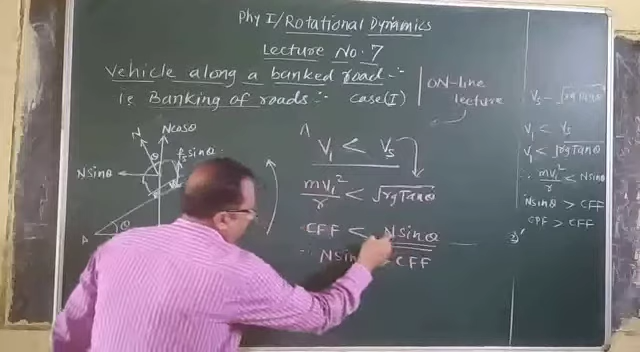 Phy I/Rotational Dynamics
Lecture No. 7
Vehicle along a banked road :-
is Banking of roads :- case(I)
ON-line
lecture
N
Ncosθ
fs sinθ
Nsinθ
θ
A
θ
V₁ < Vs
mV₁²/r < √rgTanθ
CFF < Nsinθ
CFF
Vs = √rgTanθ
V₁ < Vs
V₁ < √rgTanθ
∴ mV₁²/r < Nsinθ
Nsinθ > CFF
CPF > CFF